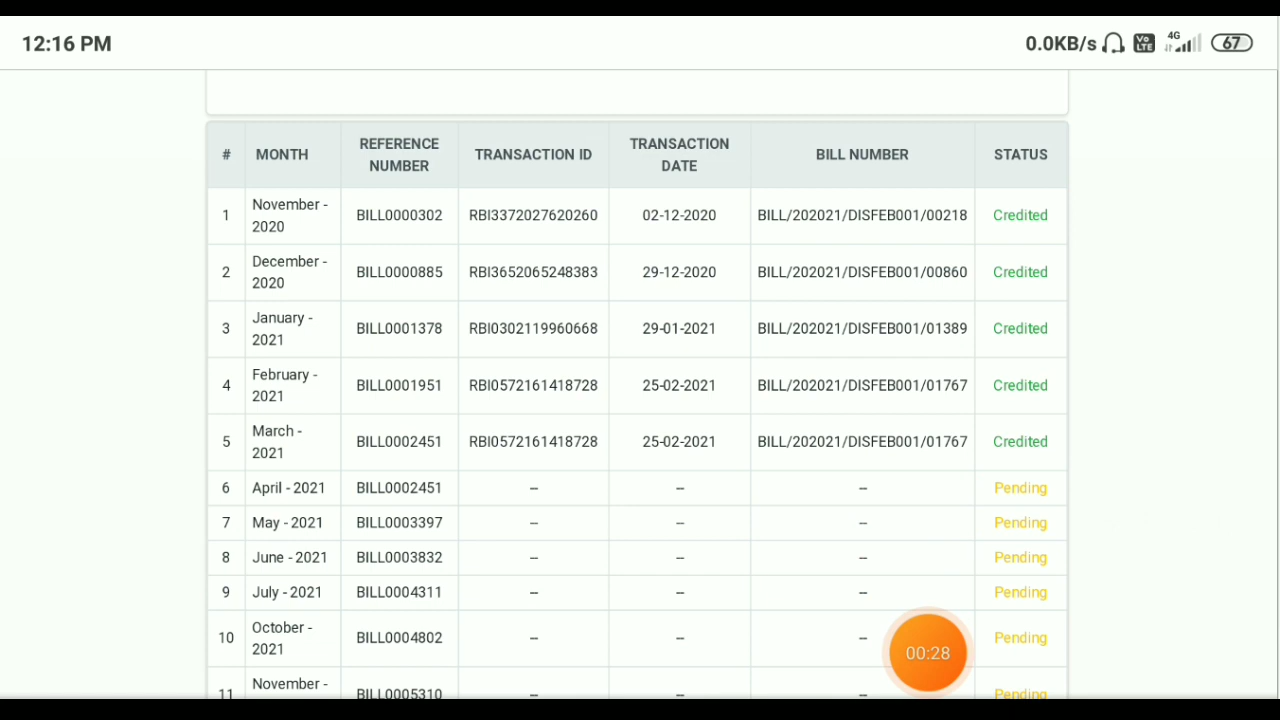 12:16 PM
0.0KB/s Vo LTE 4G 67
# MONTH REFERENCE NUMBER TRANSACTION ID TRANSACTION DATE BILL NUMBER STATUS
1 November - 2020 BILL0000302 RBI3372027620260 02-12-2020 BILL/202021/DISFEB001/00218 Credited
2 December - 2020 BILL0000885 RBI3652065248383 29-12-2020 BILL/202021/DISFEB001/00860 Credited
3 January - 2021 BILL0001378 RBI0302119960668 29-01-2021 BILL/202021/DISFEB001/01389 Credited
4 February - 2021 BILL0001951 RBI0572161418728 25-02-2021 BILL/202021/DISFEB001/01767 Credited
5 March - 2021 BILL0002451 RBI0572161418728 25-02-2021 BILL/202021/DISFEB001/01767 Credited
6 April - 2021 BILL0002451 -- -- -- Pending
7 May - 2021 BILL0003397 -- -- -- Pending
8 June - 2021 BILL0003832 -- -- -- Pending
9 July - 2021 BILL0004311 -- -- -- Pending
10 October - 2021 BILL0004802 -- -- -- Pending
00:28
11 November - BILL0005310 -- -- -- Pending